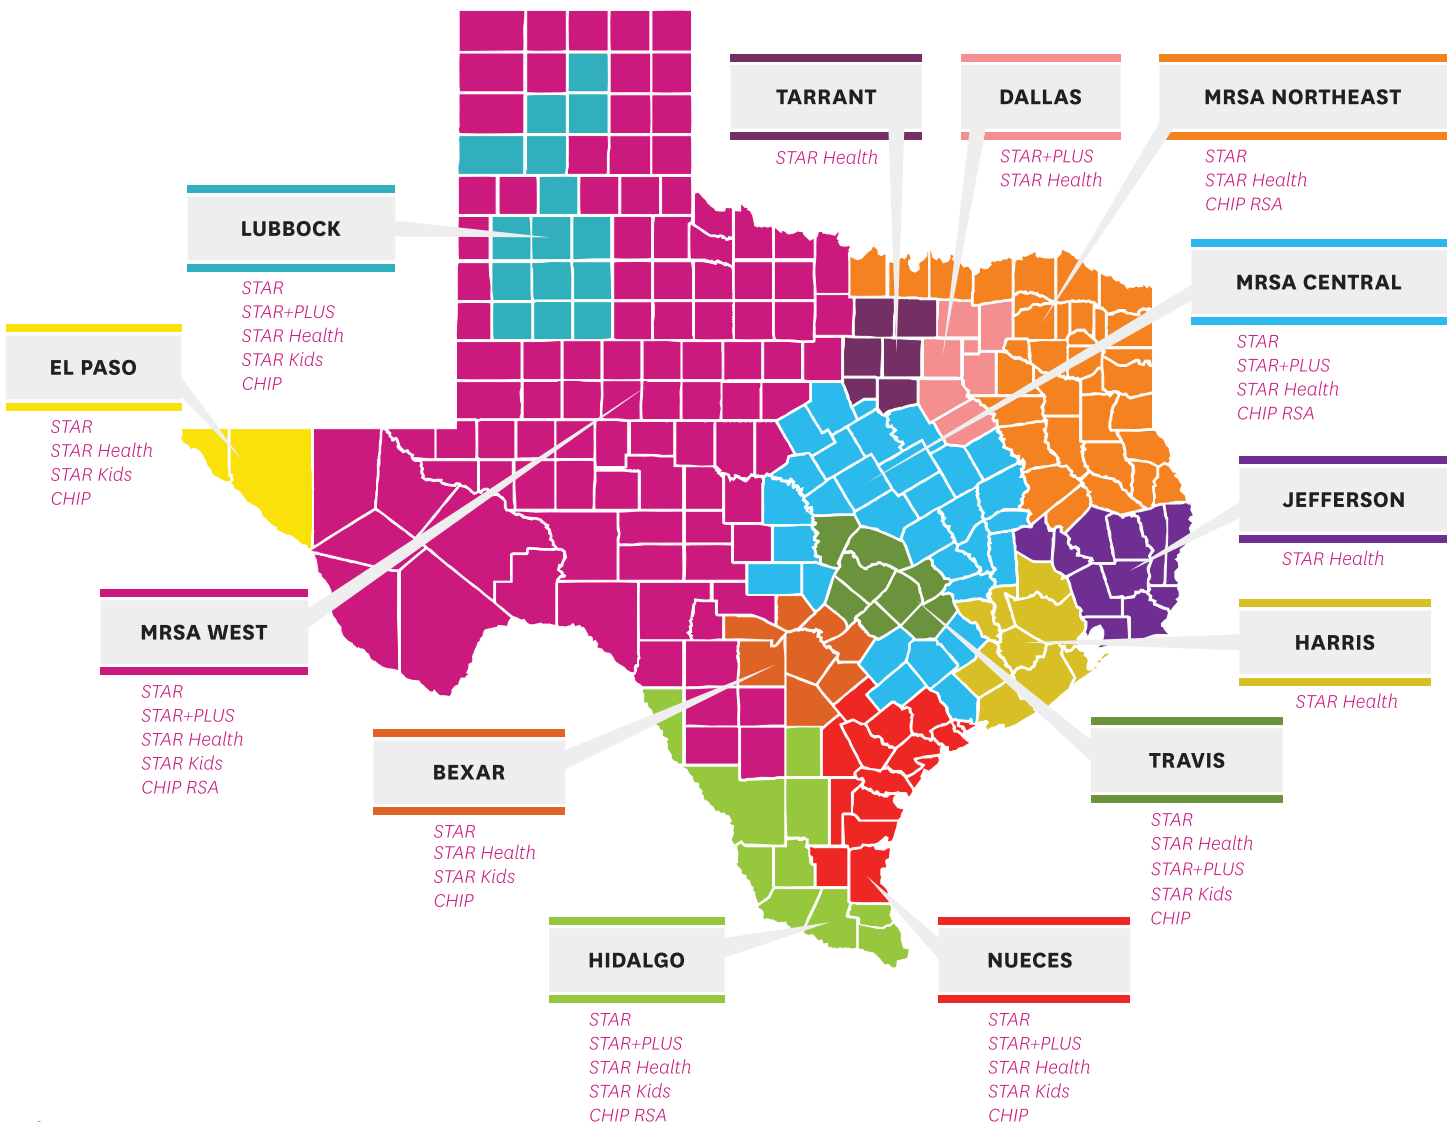 TARRANT
STAR Health
DALLAS
STAR+PLUS
STAR Health
MRSA NORTHEAST
STAR
STAR Health
CHIP RSA
LUBBOCK
STAR
STAR+PLUS
STAR Health
STAR Kids
CHIP
MRSA CENTRAL
STAR
STAR+PLUS
STAR Health
CHIP RSA
EL PASO
STAR
STAR Health
STAR Kids
CHIP
JEFFERSON
STAR Health
MRSA WEST
STAR
STAR+PLUS
STAR Health
STAR Kids
CHIP RSA
HARRIS
STAR Health
BEXAR
STAR
STAR Health
STAR Kids
CHIP
TRAVIS
STAR
STAR Health
STAR+PLUS
STAR Kids
CHIP
HIDALGO
STAR
STAR+PLUS
STAR Health
STAR Kids
CHIP RSA
NUECES
STAR
STAR+PLUS
STAR Health
STAR Kids
CHIP